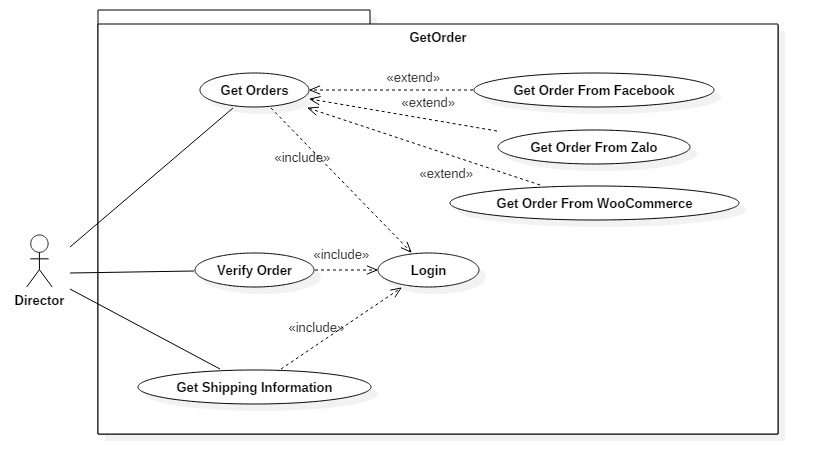 GetOrder
«extend»
Get Orders
Get Order From Facebook
«extend»
Get Order From Zalo
«include»
«extend»
Get Order From WooCommerce
«include»
Verify Order
Login
Director
«include»
Get Shipping Information